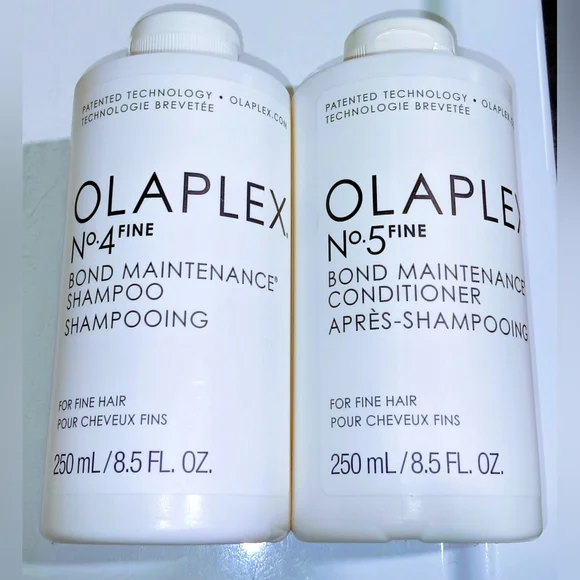 PATENTED TECHNOLOGY • OLAPLEX.COM
TECHNOLOGIE BREVETÉE
OLAPLEX.
Nº.4 FINE
BOND MAINTENANCE®
SHAMPOO
SHAMPOOING
FOR FINE HAIR
POUR CHEVEUX FINS
250 mL/8.5 FL. OZ.
PATENTED TECHNOLOGY • OLAPLEX.C
TECHNOLOGIE BREVETÉE
OLAPLEX
Nº.5 FINE
BOND MAINTENANCE
CONDITIONER
APRÈS-SHAMPOOING
FOR FINE HAIR
POUR CHEVEUX FINS
250 mL/8.5 FL. OZ.